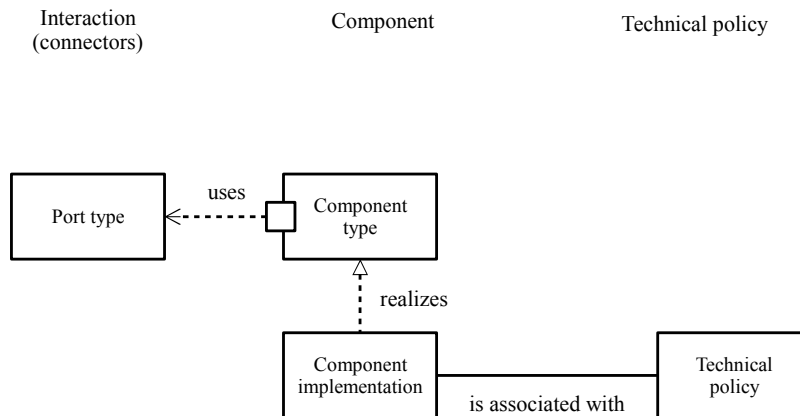 Interaction
(connectors)
Component
Technical policy
uses
Port type
Component
type
realizes
Component
implementation
Technical
policy
is associated with